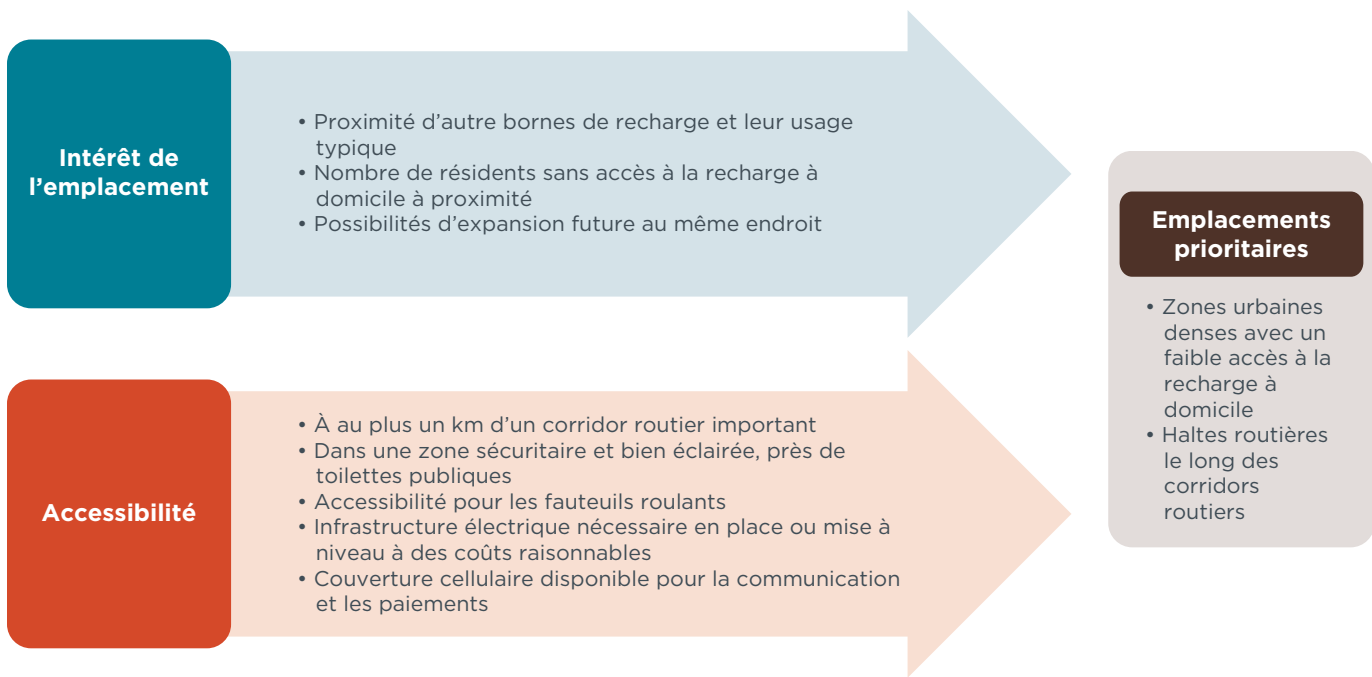 Intérêt de
l’emplacement
• Proximité d’autre bornes de recharge et leur usage
typique
• Nombre de résidents sans accès à la recharge à
domicile à proximité
• Possibilités d’expansion future au même endroit
Accessibilité
• À au plus un km d’un corridor routier important
• Dans une zone sécuritaire et bien éclairée, près de
toilettes publiques
• Accessibilité pour les fauteuils roulants
• Infrastructure électrique nécessaire en place ou mise à
niveau à des coûts raisonnables
• Couverture cellulaire disponible pour la communication
et les paiements
Emplacements
prioritaires
• Zones urbaines
denses avec un
faible accès à la
recharge à
domicile
• Haltes routières
le long des
corridors
routiers